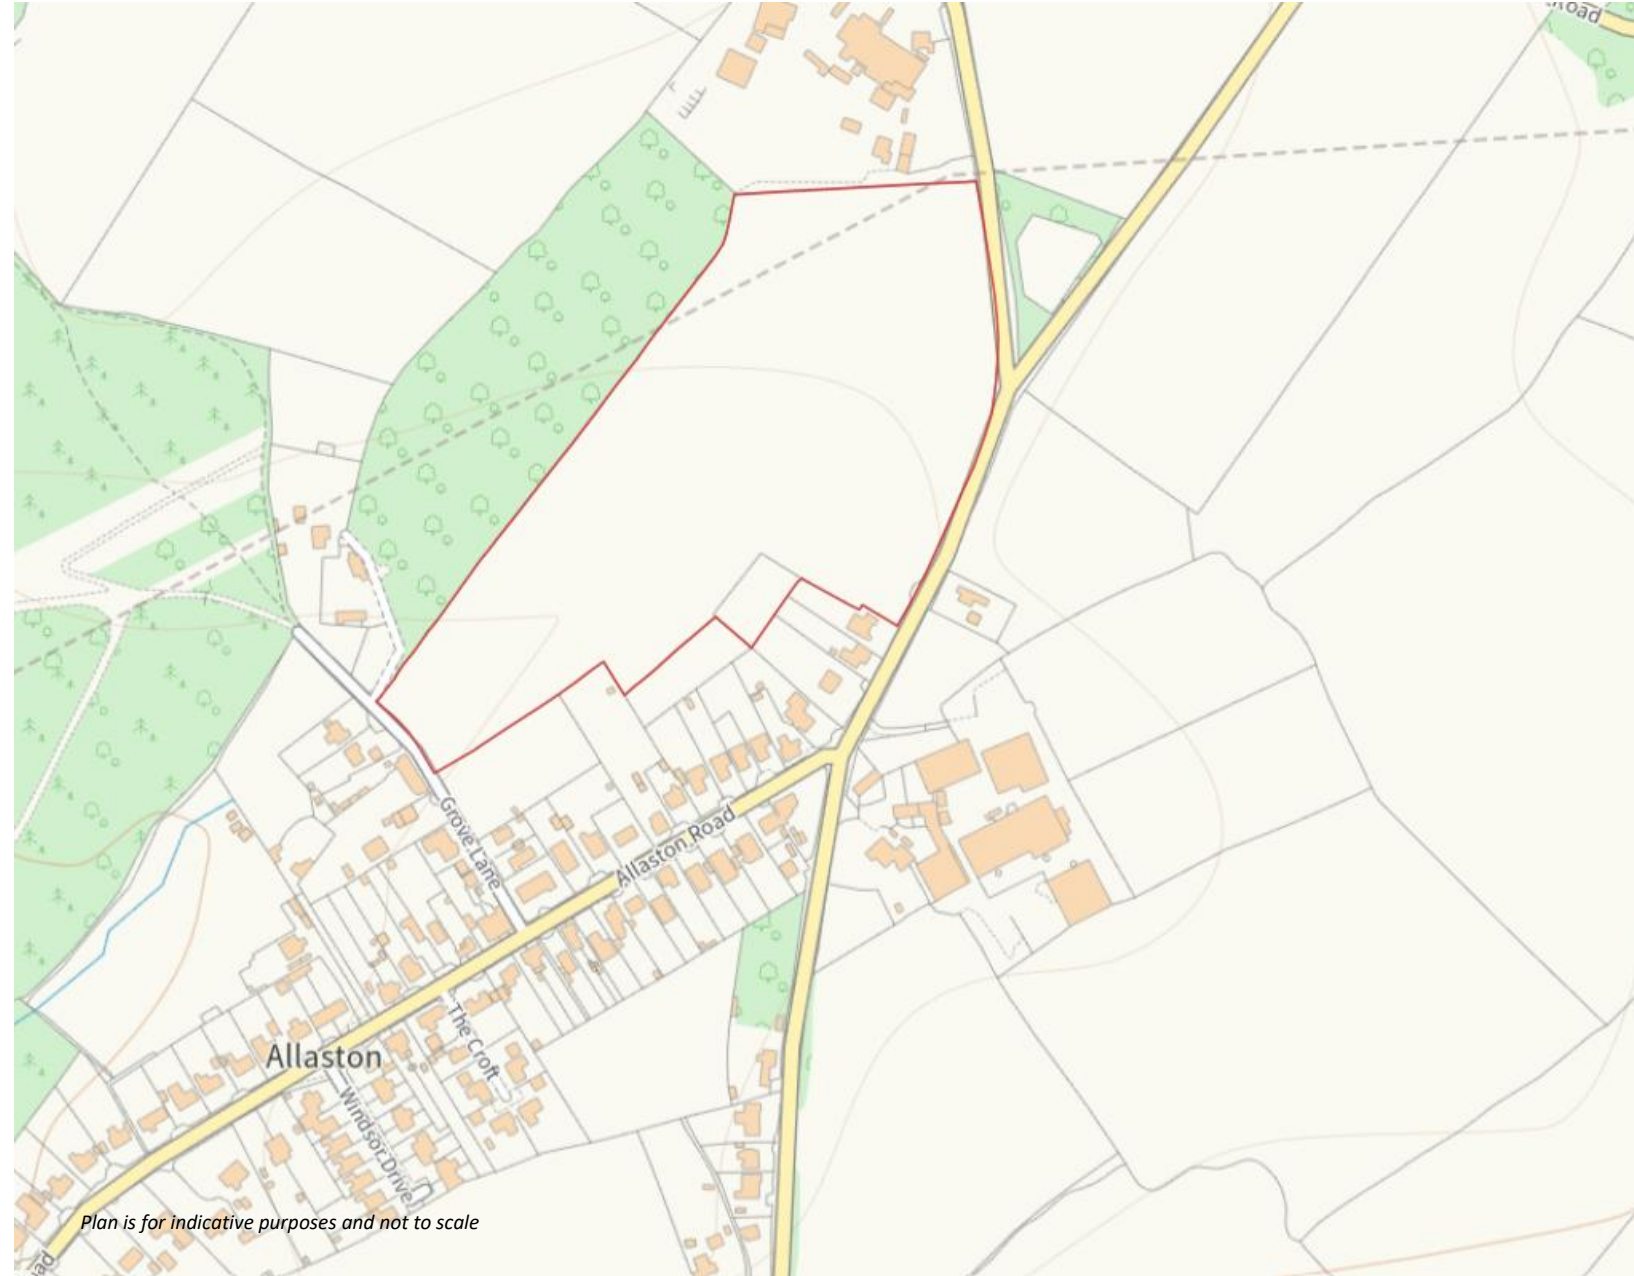 Road
Grove Lane
Allaston Road
The Croft
Allaston
Windsor Drive
Plan is for indicative purposes and not to scale